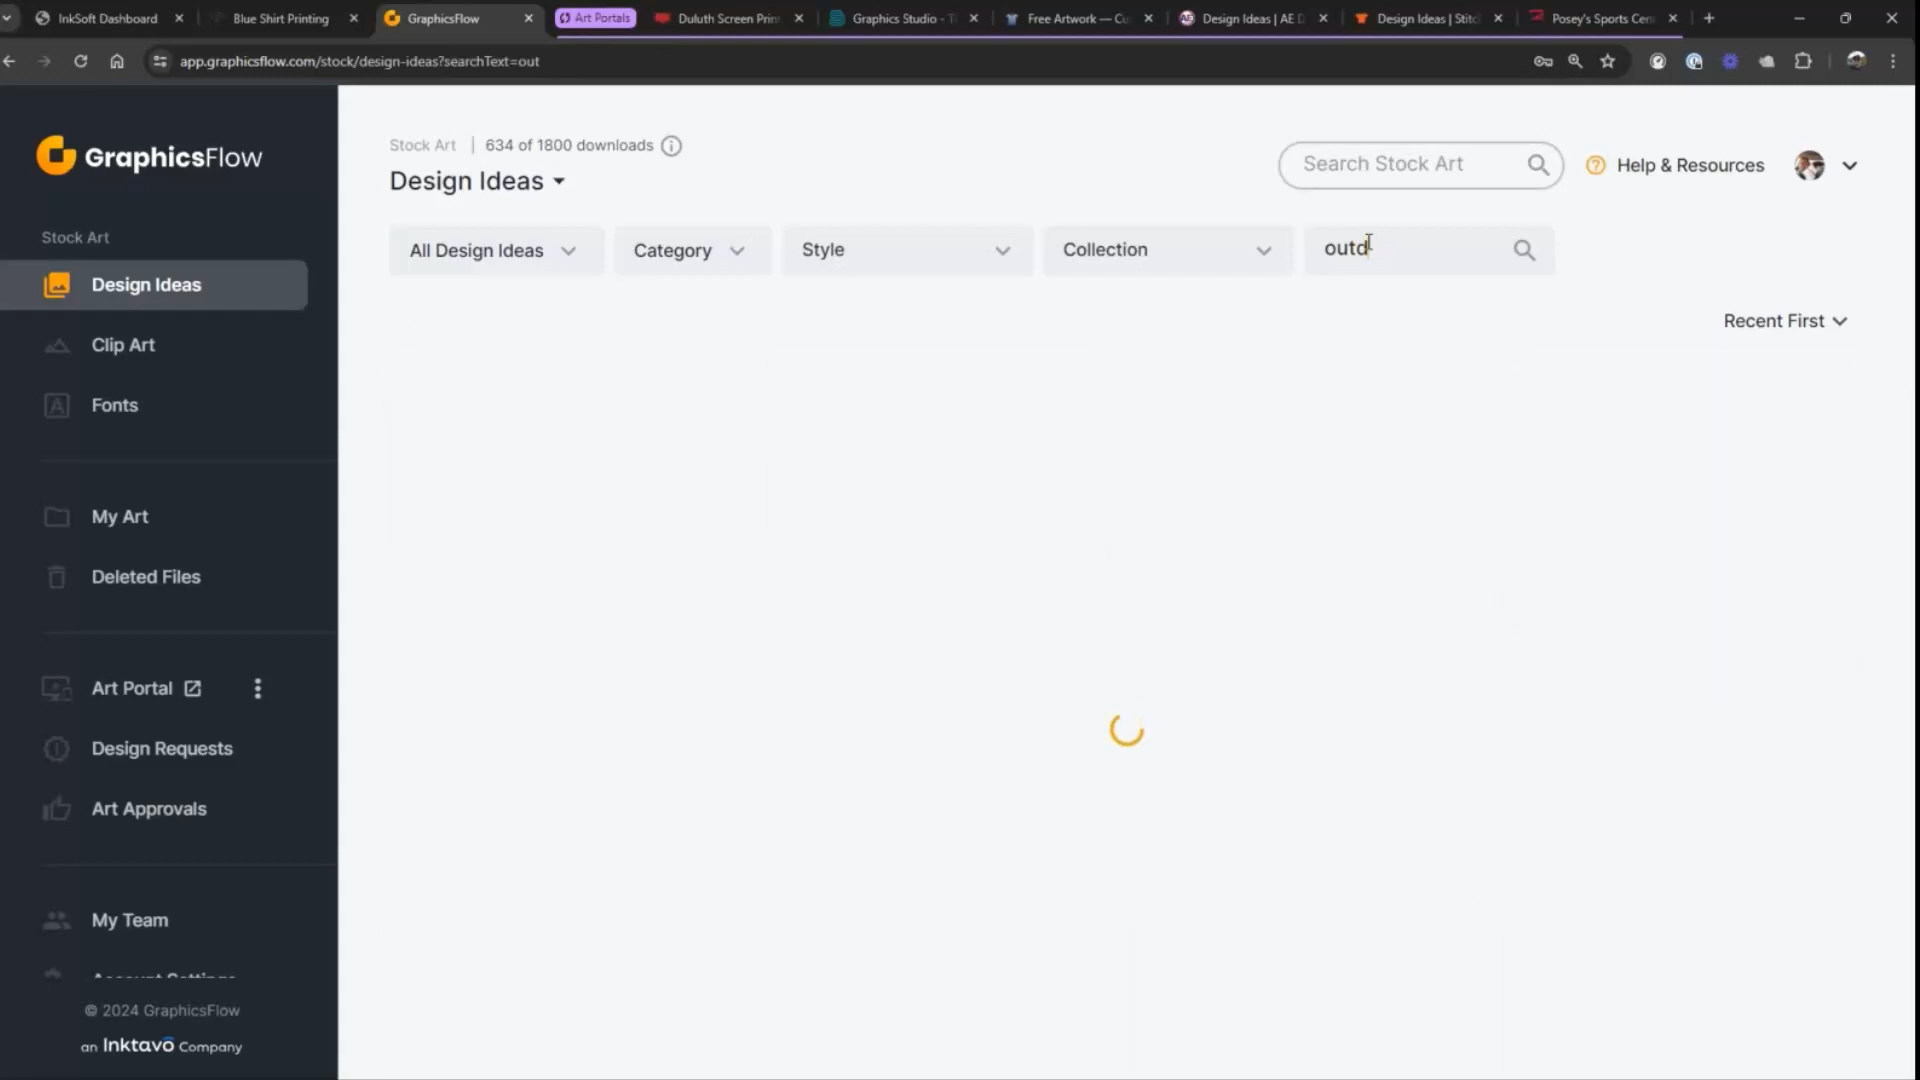 InkSoft Dashboard
Blue Shirt Printing
GraphicsFlow
Art Portals
Duluth Screen Prin
Graphics Studio - T
Free Artwork — Cu
Design Ideas | AE D
Design Ideas | Stitc
Posey's Sports Cen
app.graphicsflow.com/stock/design-ideas?searchText=out
GraphicsFlow
Stock Art | 634 of 1800 downloads
Design Ideas
Search Stock Art
Help & Resources
All Design Ideas
Category
Style
Collection
outd
Recent First
Stock Art
Design Ideas
Clip Art
Fonts
My Art
Deleted Files
Art Portal
Design Requests
Art Approvals
My Team
Account Settings
© 2024 GraphicsFlow
an Inktavo Company